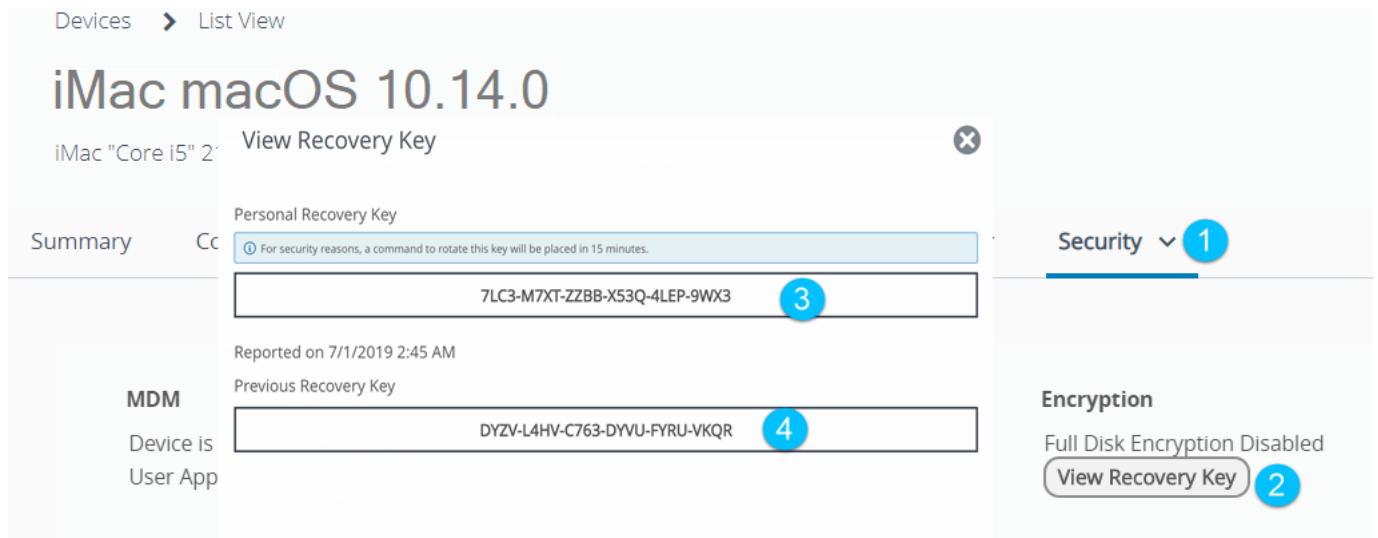 Devices > List View
iMac macOS 10.14.0
iMac "Core i5" 2
View Recovery Key
Summary
Co
Security
1
Personal Recovery Key
For security reasons, a command to rotate this key will be placed in 15 minutes.
7LC3-M7XT-ZZBB-X53Q-4LEP-9WX3
3
Reported on 7/1/2019 2:45 AM
Previous Recovery Key
DYZV-L4HV-C763-DYVU-FYRU-VKQR
4
MDM
Device is
User App
Encryption
Full Disk Encryption Disabled
View Recovery Key
2